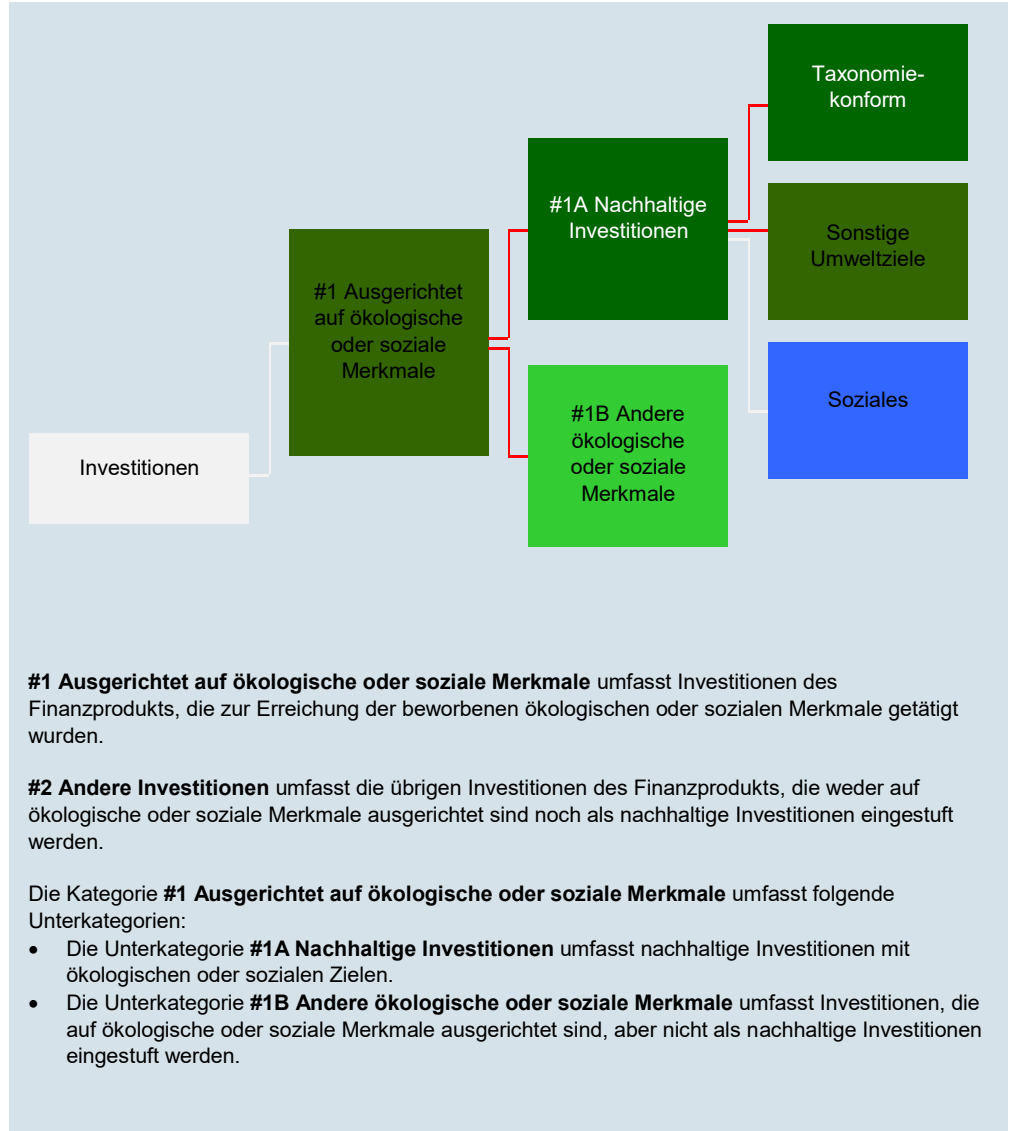 Taxonomie-
konform
#1A Nachhaltige
Investitionen
Sonstige
Umweltziele
#1 Ausgerichtet
auf ökologische
oder soziale
Merkmale
Soziales
#1B Andere
ökologische
oder soziale
Merkmale
Investitionen
#1 Ausgerichtet auf ökologische oder soziale Merkmale umfasst Investitionen des
Finanzprodukts, die zur Erreichung der beworbenen ökologischen oder sozialen Merkmale getätigt
wurden.
#2 Andere Investitionen umfasst die übrigen Investitionen des Finanzprodukts, die weder auf
ökologische oder soziale Merkmale ausgerichtet sind noch als nachhaltige Investitionen eingestuft
werden.
Die Kategorie #1 Ausgerichtet auf ökologische oder soziale Merkmale umfasst folgende
Unterkategorien:
• Die Unterkategorie #1A Nachhaltige Investitionen umfasst nachhaltige Investitionen mit
ökologischen oder sozialen Zielen.
• Die Unterkategorie #1B Andere ökologische oder soziale Merkmale umfasst Investitionen, die
auf ökologische oder soziale Merkmale ausgerichtet sind, aber nicht als nachhaltige Investitionen
eingestuft werden.